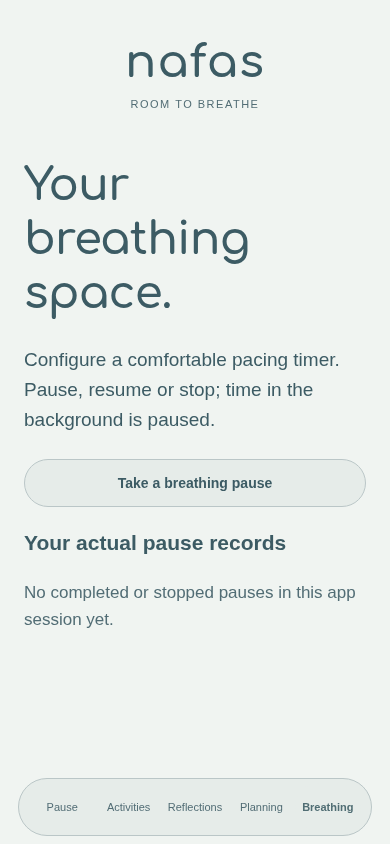 nafas
ROOM TO BREATHE
Your
breathing
space.
Configure a comfortable pacing timer.
Pause, resume or stop; time in the
background is paused.
Take a breathing pause
Your actual pause records
No completed or stopped pauses in this app
session yet.
Pause Activities Reflections Planning Breathing